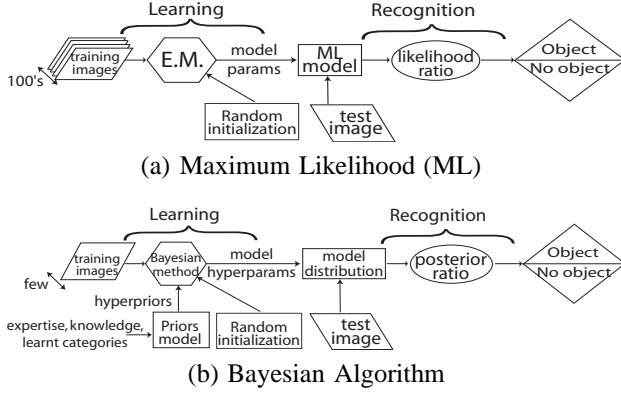 Learning
Recognition
training
images
100's
E.M.
model
params
ML
model
likelihood
ratio
Object
No object
Random
initialization
test
image
(a) Maximum Likelihood (ML)
Learning
Recognition
training
images
few
Bayesian
method
model
hyperparams
model
distribution
posterior
ratio
Object
No object
hyperpriors
expertise, knowledge,
learnt categories
Priors
model
Random
initialization
test
image
(b) Bayesian Algorithm